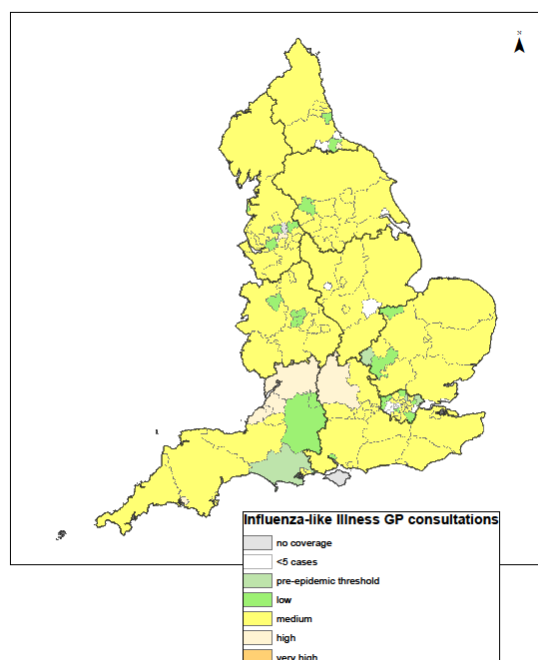 N
Influenza-like Illness GP consultations
no coverage
<5 cases
pre-epidemic threshold
low
medium
high
very high